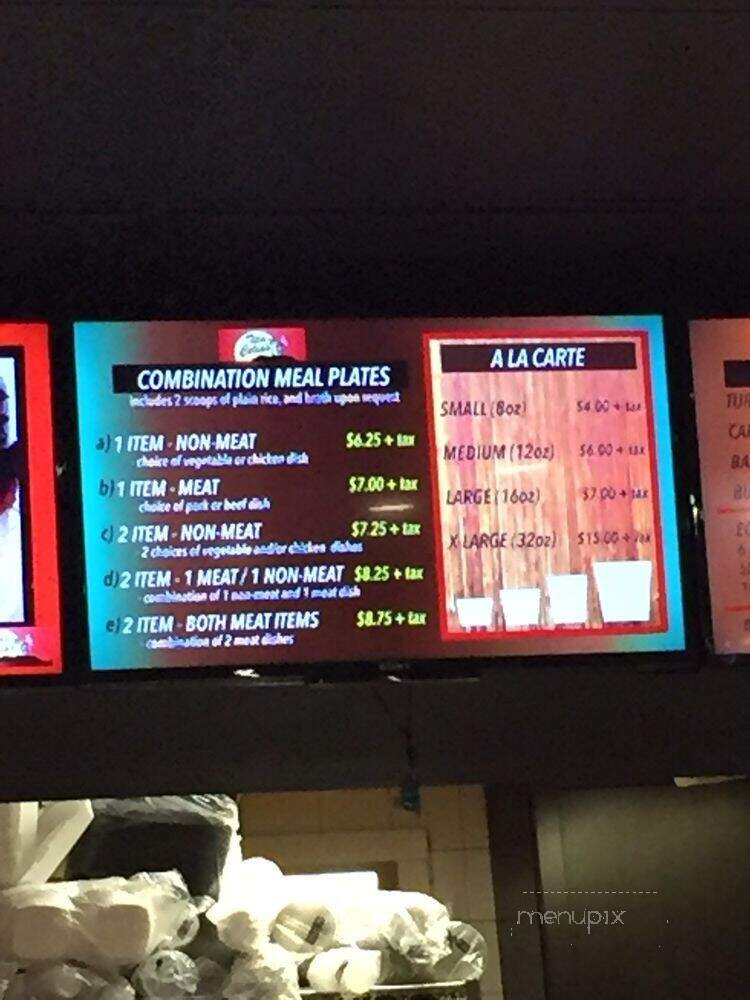 COMBINATION MEAL PLATES
includes 2 scoops of plain rice, and broth upon request
a) 1 ITEM - NON-MEAT $6.25 + tax
choice of vegetable or chicken dish
b) 1 ITEM - MEAT $7.00 + tax
choice of pork or beef dish
c) 2 ITEM - NON-MEAT $7.25 + tax
2 choices of vegetable and/or chicken dishes
d) 2 ITEM - 1 MEAT / 1 NON-MEAT $8.25 + tax
combination of 1 non-meat and 1 meat dish
e) 2 ITEM - BOTH MEAT ITEMS $8.75 + tax
combination of 2 meat dishes
A LA CARTE
SMALL (8oz) $4.00 + tax
MEDIUM (12oz) $6.00 + tax
LARGE (16oz) $7.00 + tax
X LARGE (32oz) $15.00 + tax
menupix